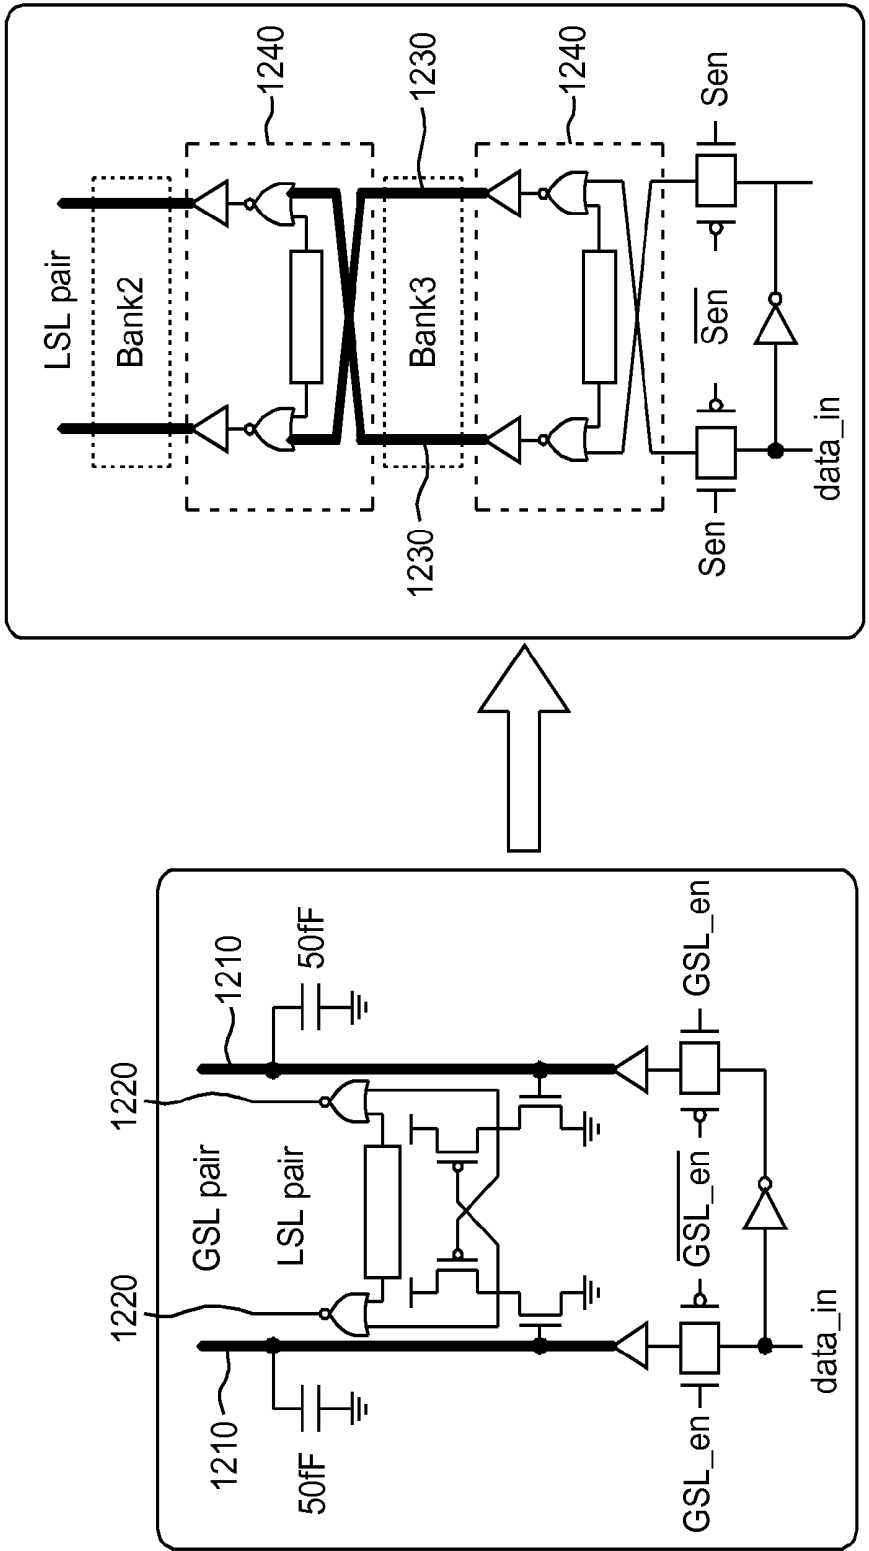 LSL pair
Bank2
1240
1230
Bank3
1230
1240
Sen
Sen
Sen
data_in
1220
1220
GSL pair
LSL pair
1210
1210
50fF
50fF
GSL_en
GSL_en
GSL_en
data_in